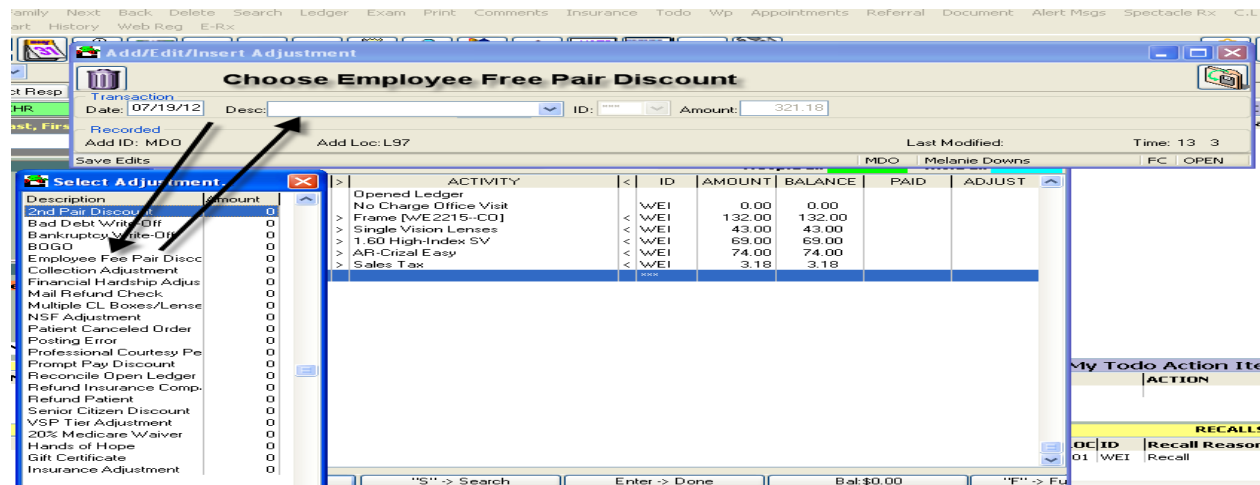 amily Next Back Delete Search Ledger Exam Print Comments Insurance Todo Wp Appointments Referral Document Alert Msgs Spectacle Rx C.L.
art History Web Reg E-Rx
31
Add/Edit/Insert Adjustment
Choose Employee Free Pair Discount
ct Resp
Transaction
HR
Date: 07/19/12 Desc: ID: *** Amount: 321.18
ast, Firs
Recorded
Add ID: MDO Add Loc: L97 Last Modified: Time: 13 3
Save Edits MDO Melanie Downs FC OPEN
Select Adjustment.
Description Amount
2nd Pair Discount 0
Bad Debt Write-Off 0
Bankruptcy Write-Off 0
BOGO 0
Employee Fee Pair Discc 0
Collection Adjustment 0
Financial Hardship Adjus 0
Mail Refund Check 0
Multiple CL Boxes/Lense 0
NSF Adjustment 0
Patient Canceled Order 0
Posting Error 0
Professional Courtesy Pe 0
Prompt Pay Discount 0
Reconcile Open Ledger 0
Refund Insurance Comp. 0
Refund Patient 0
Senior Citizen Discount 0
VSP Tier Adjustment 0
20% Medicare Waiver 0
Hands of Hope 0
Gift Certificate 0
Insurance Adjustment 0
> ACTIVITY < ID AMOUNT BALANCE PAID ADJUST
Opened Ledger
No Charge Office Visit WEI 0.00 0.00
> Frame [WE2215--CO] < WEI 132.00 132.00
> Single Vision Lenses < WEI 43.00 43.00
> 1.60 High-Index SV < WEI 69.00 69.00
> AR-Crizal Easy < WEI 74.00 74.00
> Sales Tax < WEI 3.18 3.18
***
"S" -> Search Enter -> Done Bal: $0.00 "F" -> Fu
My Todo Action Ite
ACTION
RECALLS
LOC ID Recall Reason
01 WEI Recall